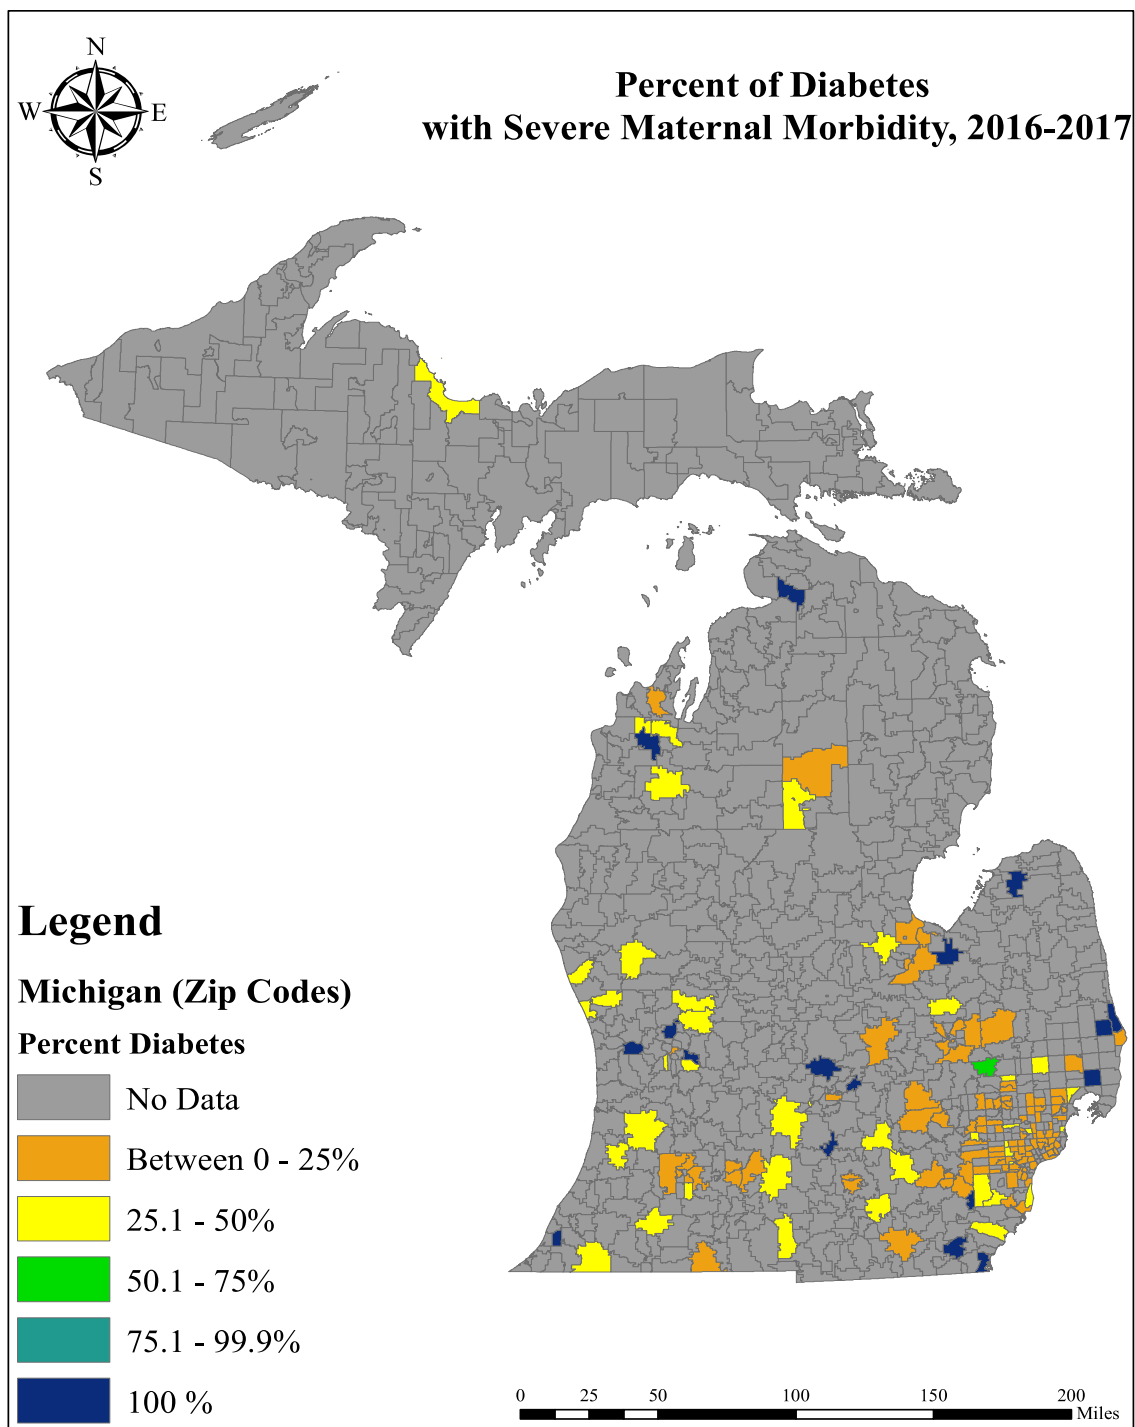 N
W
E
S
Percent of Diabetes
with Severe Maternal Morbidity, 2016-2017
Legend
Michigan (Zip Codes)
Percent Diabetes
No Data
Between 0 - 25%
25.1 - 50%
50.1 - 75%
75.1 - 99.9%
100 %
0 25 50 100 150 200
Miles